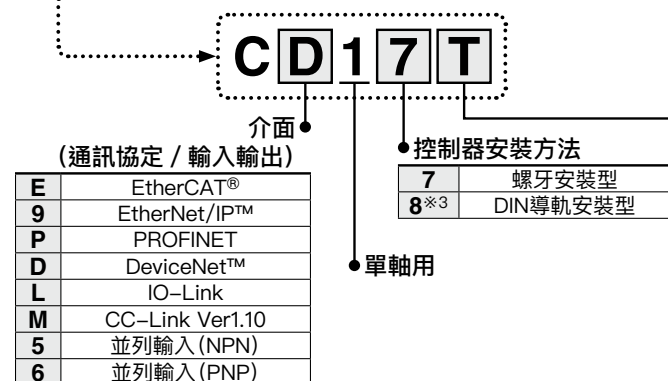 CD17T
介面
(通訊協定 / 輸入輸出)
E EtherCAT®
9 EtherNet/IP™
P PROFINET
D DeviceNet™
L IO-Link
M CC-Link Ver1.10
5 並列輸入(NPN)
6 並列輸入(PNP)
單軸用
控制器安裝方法
7 螺牙安裝型
8※3 DIN導軌安裝型